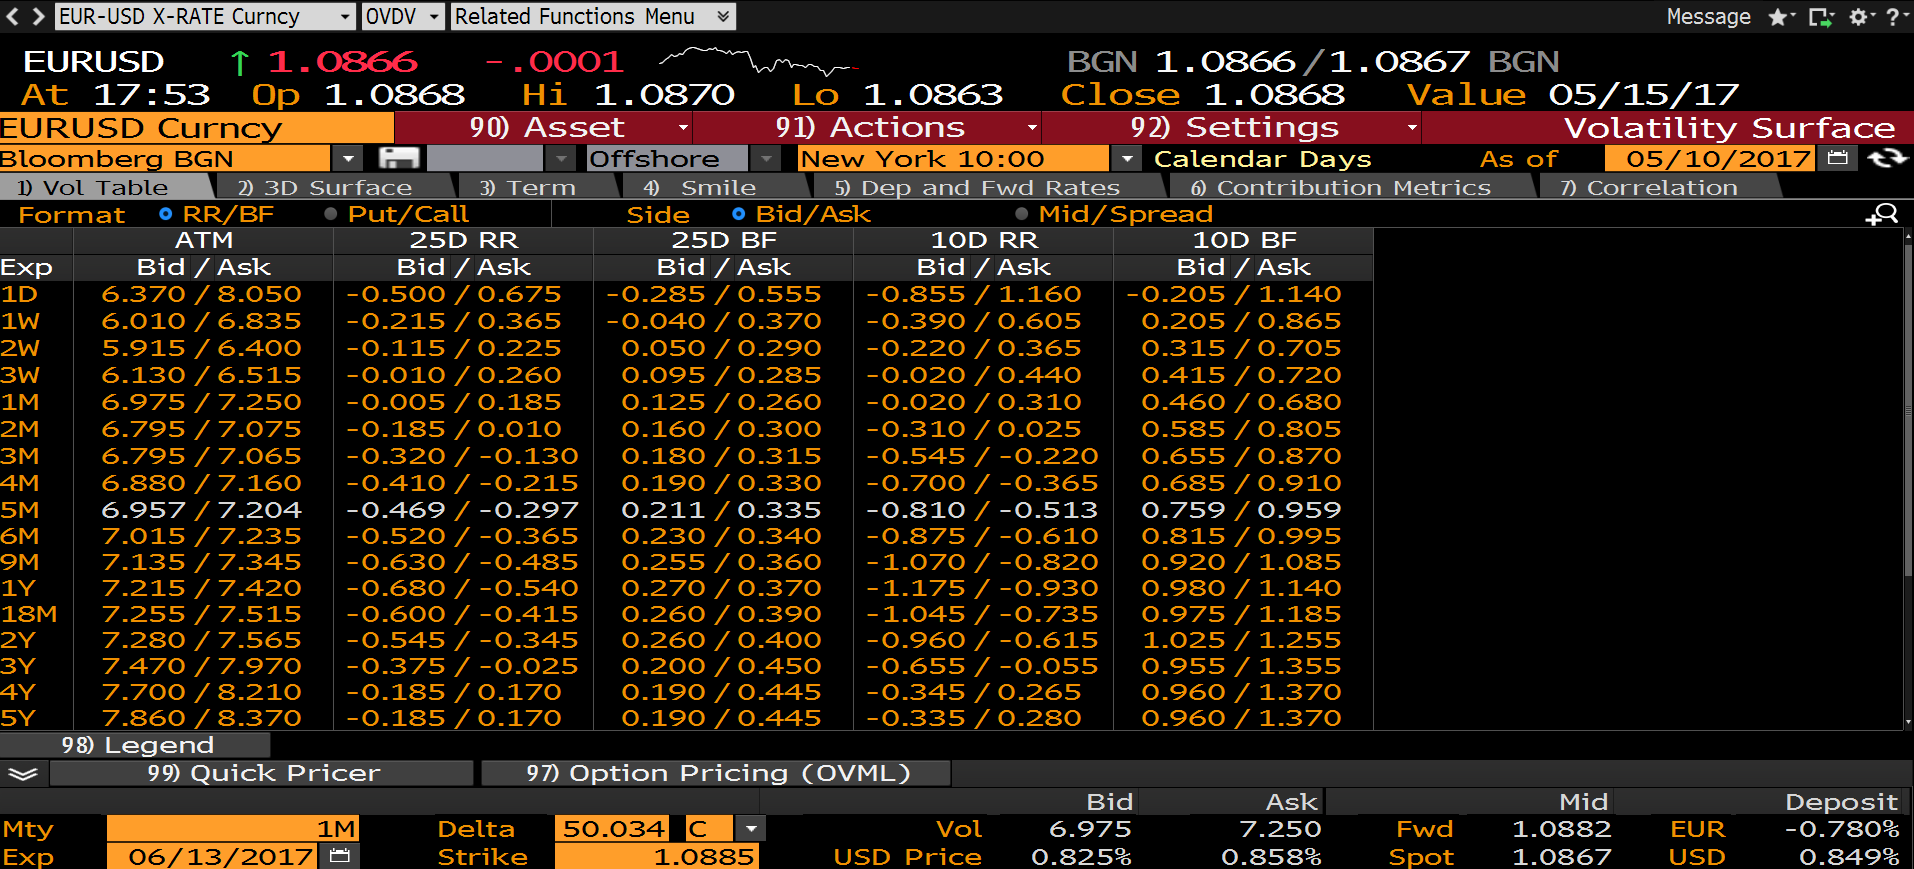 EUR-USD X-RATE Curncy OVDV Related Functions Menu Message
EURUSD ↑ 1.0866 -.0001 BGN 1.0866/1.0867 BGN
At 17:53 Op 1.0868 Hi 1.0870 Lo 1.0863 Close 1.0868 Value 05/15/17
EURUSD Curncy 90) Asset 91) Actions 92) Settings Volatility Surface
Bloomberg BGN Offshore New York 10:00 Calendar Days As of 05/10/2017
1) Vol Table 2) 3D Surface 3) Term 4) Smile 5) Dep and Fwd Rates 6) Contribution Metrics 7) Correlation
Format RR/BF Put/Call Side Bid/Ask Mid/Spread
ATM 25D RR 25D BF 10D RR 10D BF
Exp Bid / Ask Bid / Ask Bid / Ask Bid / Ask Bid / Ask
1D 6.370 / 8.050 -0.500 / 0.675 -0.285 / 0.555 -0.855 / 1.160 -0.205 / 1.140
1W 6.010 / 6.835 -0.215 / 0.365 -0.040 / 0.370 -0.390 / 0.605 0.205 / 0.865
2W 5.915 / 6.400 -0.115 / 0.225 0.050 / 0.290 -0.220 / 0.365 0.315 / 0.705
3W 6.130 / 6.515 -0.010 / 0.260 0.095 / 0.285 -0.020 / 0.440 0.415 / 0.720
1M 6.975 / 7.250 -0.005 / 0.185 0.125 / 0.260 -0.020 / 0.310 0.460 / 0.680
2M 6.795 / 7.075 -0.185 / 0.010 0.160 / 0.300 -0.310 / 0.025 0.585 / 0.805
3M 6.795 / 7.065 -0.320 / -0.130 0.180 / 0.315 -0.545 / -0.220 0.655 / 0.870
4M 6.880 / 7.160 -0.410 / -0.215 0.190 / 0.330 -0.700 / -0.365 0.685 / 0.910
5M 6.957 / 7.204 -0.469 / -0.297 0.211 / 0.335 -0.810 / -0.513 0.759 / 0.959
6M 7.015 / 7.235 -0.520 / -0.365 0.230 / 0.340 -0.875 / -0.610 0.815 / 0.995
9M 7.135 / 7.345 -0.630 / -0.485 0.255 / 0.360 -1.070 / -0.820 0.920 / 1.085
1Y 7.215 / 7.420 -0.680 / -0.540 0.270 / 0.370 -1.175 / -0.930 0.980 / 1.140
18M 7.255 / 7.515 -0.600 / -0.415 0.260 / 0.390 -1.045 / -0.735 0.975 / 1.185
2Y 7.280 / 7.565 -0.545 / -0.345 0.260 / 0.400 -0.960 / -0.615 1.025 / 1.255
3Y 7.470 / 7.970 -0.375 / -0.025 0.200 / 0.450 -0.655 / -0.055 0.955 / 1.355
4Y 7.700 / 8.210 -0.185 / 0.170 0.190 / 0.445 -0.345 / 0.265 0.960 / 1.370
5Y 7.860 / 8.370 -0.185 / 0.170 0.190 / 0.445 -0.335 / 0.280 0.960 / 1.370
98) Legend
99) Quick Pricer 97) Option Pricing (OVML)
Bid Ask Mid Deposit
Mty 1M Delta 50.034 C Vol 6.975 7.250 Fwd 1.0882 EUR -0.780%
Exp 06/13/2017 Strike 1.0885 USD Price 0.825% 0.858% Spot 1.0867 USD 0.849%